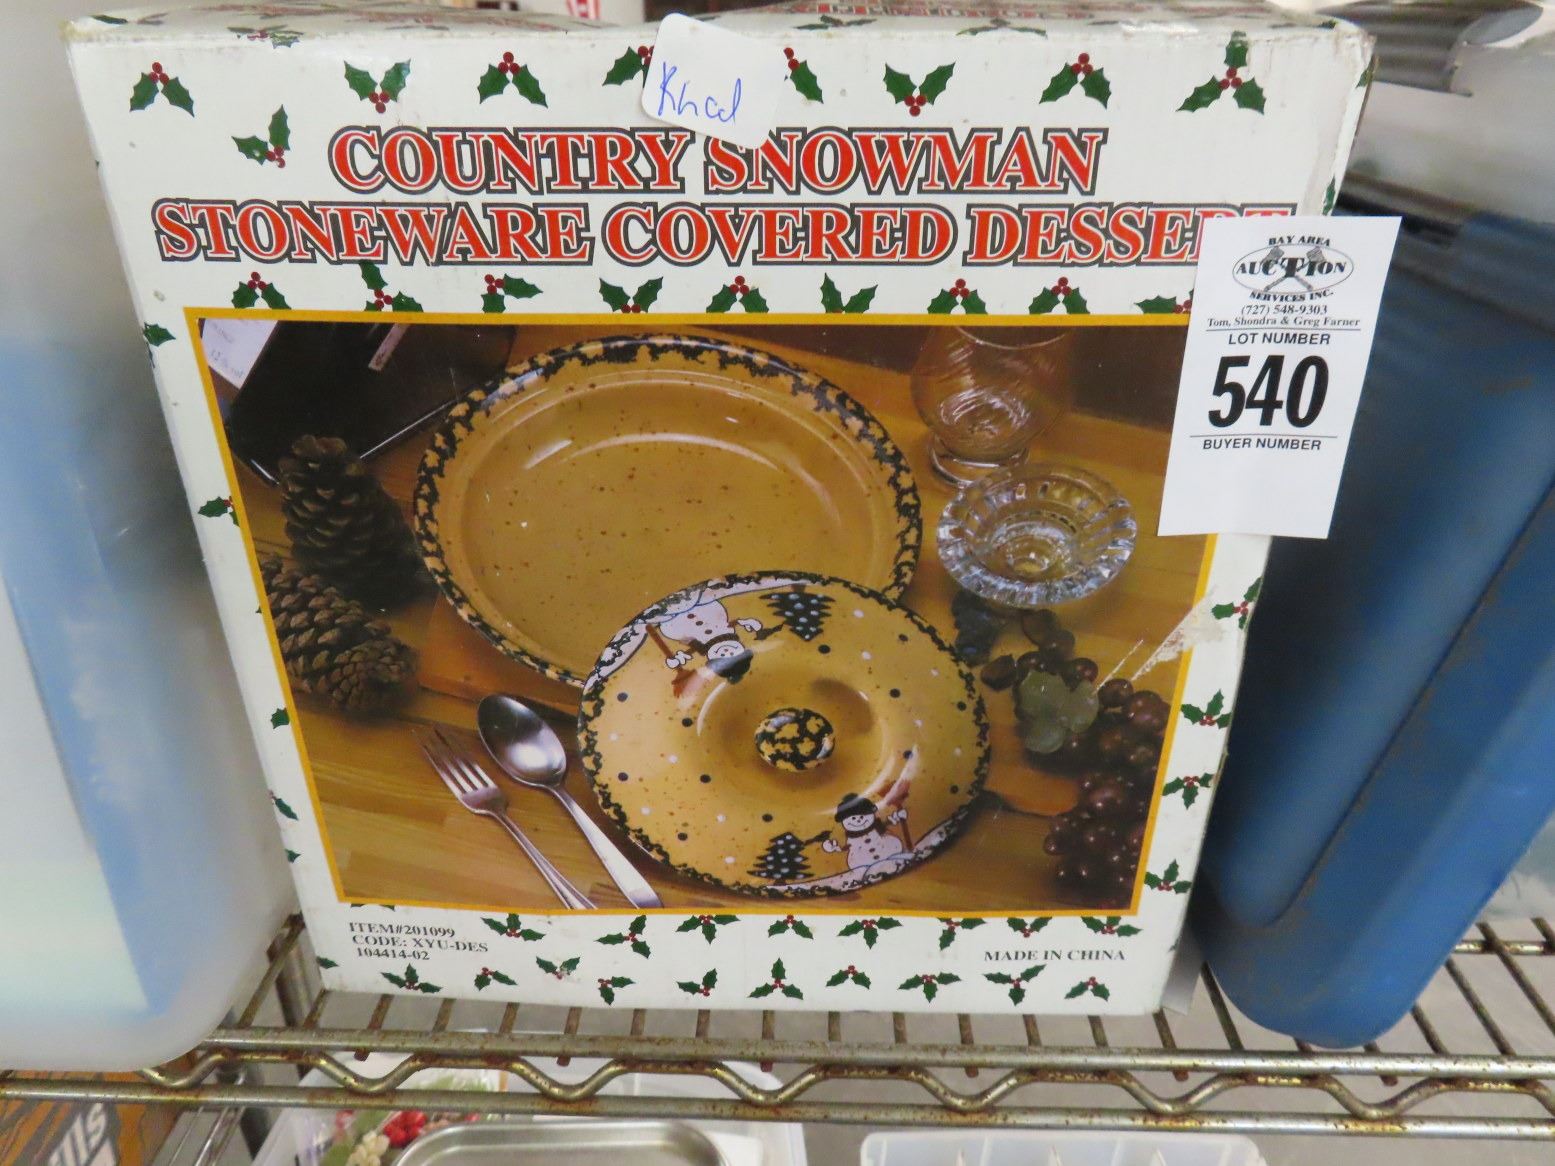 COUNTRY SNOWMAN
STONEWARE COVERED DESSERT
BAY AREA
AUCTION
SERVICES INC.
(727) 548-9303
Tom, Shondra & Greg Farner
LOT NUMBER
540
BUYER NUMBER
ITEM#201099
CODE: XYU-DES
104414-02
MADE IN CHINA